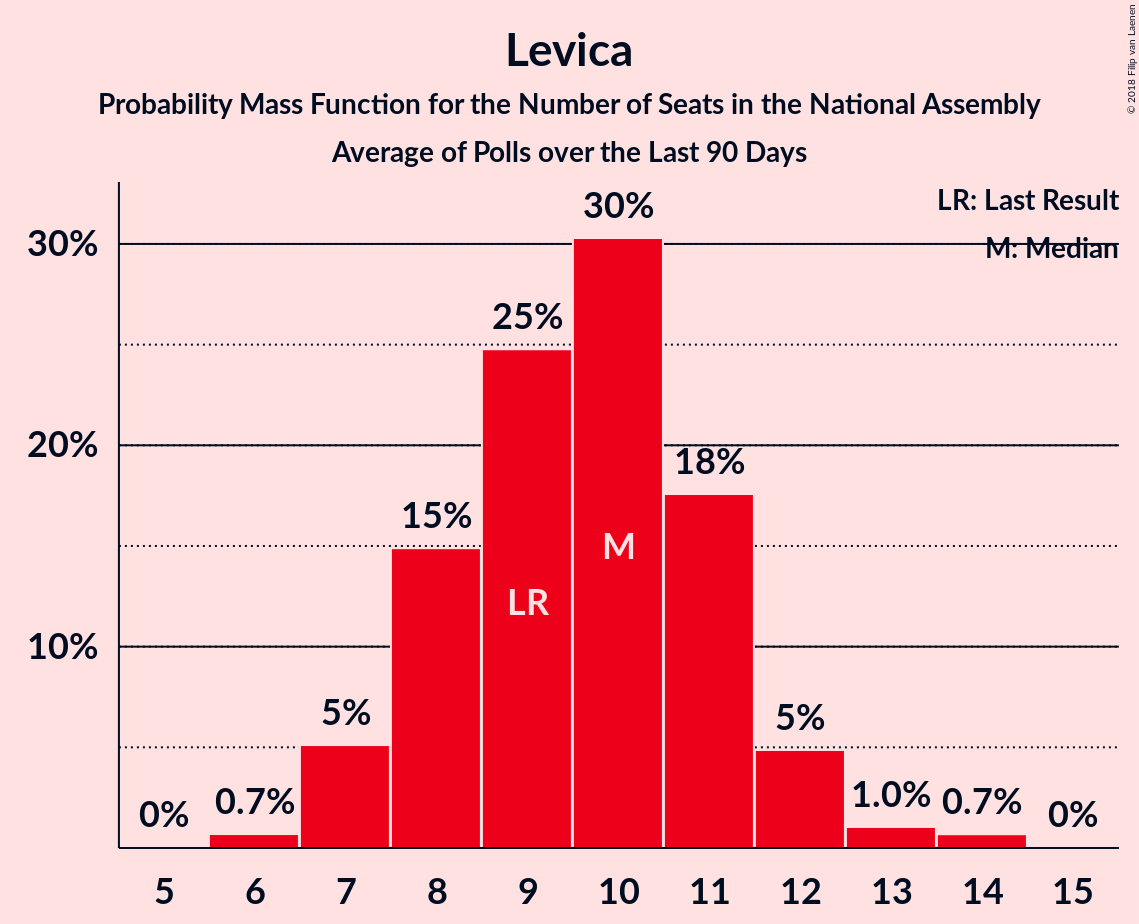 Levica
Probability Mass Function for the Number of Seats in the National Assembly
Average of Polls over the Last 90 Days
© 2018 Filip van Laenen
LR: Last Result
M: Median
30%
20%
10%
0%
0.7%
5%
15%
25%
30%
18%
5%
1.0%
0.7%
0%
LR
M
5 6 7 8 9 10 11 12 13 14 15